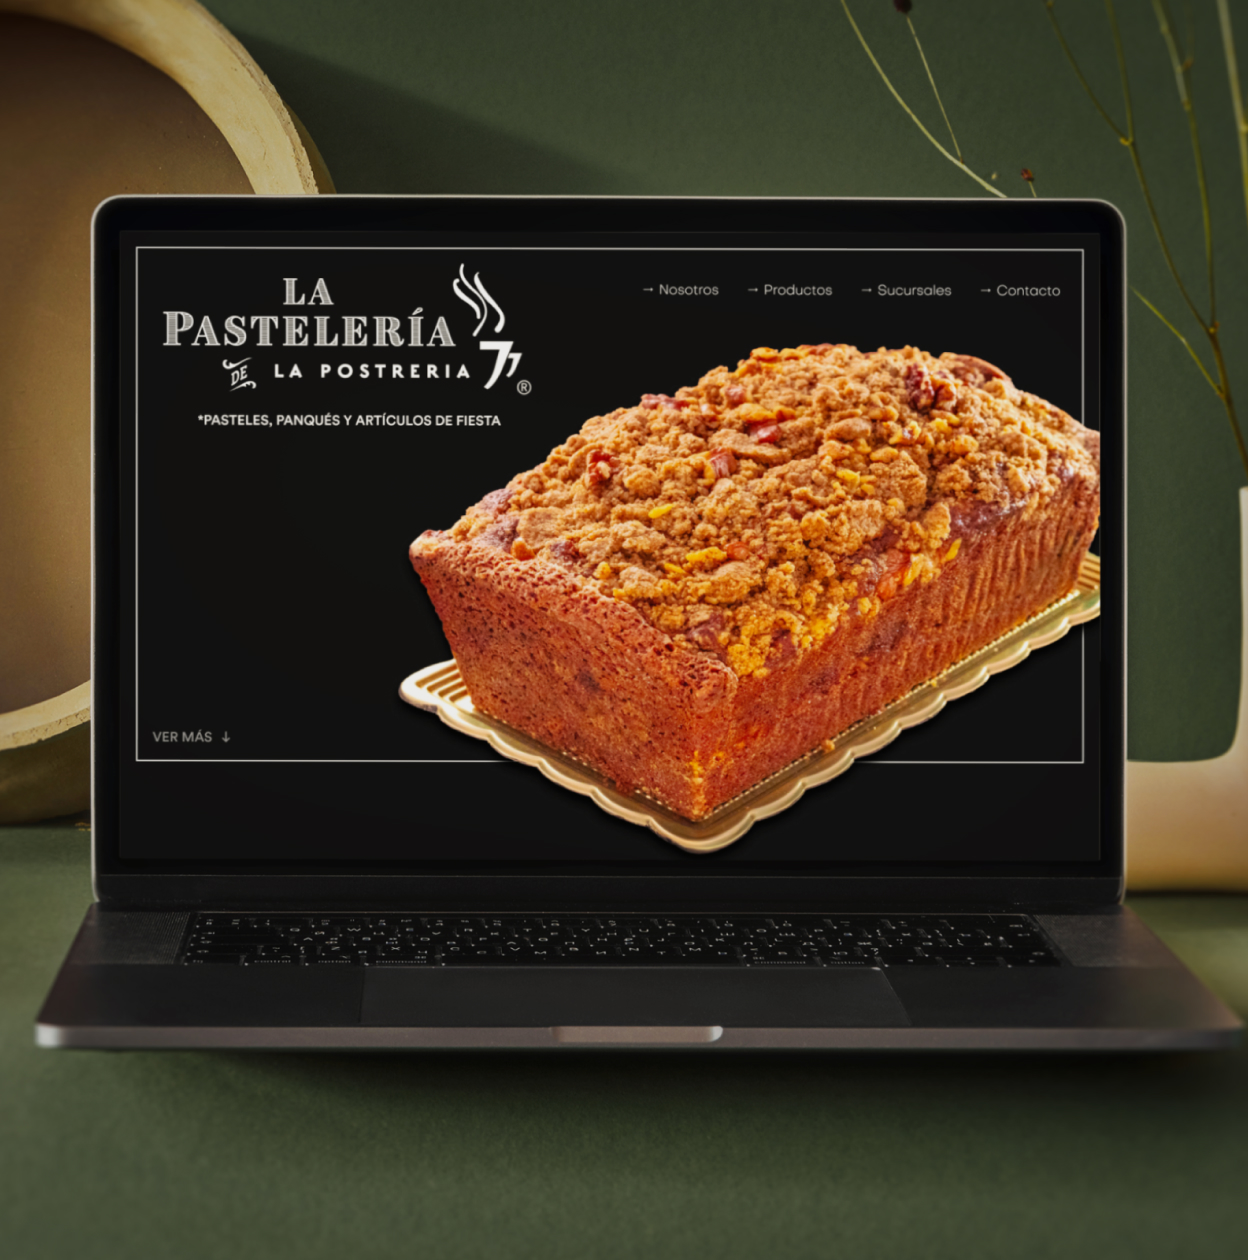 LA
PASTELERÍA
DE LA POSTRERIA 77®
*PASTELES, PANQUÉS Y ARTÍCULOS DE FIESTA
→ Nosotros → Productos → Sucursales → Contacto
VER MÁS ↓